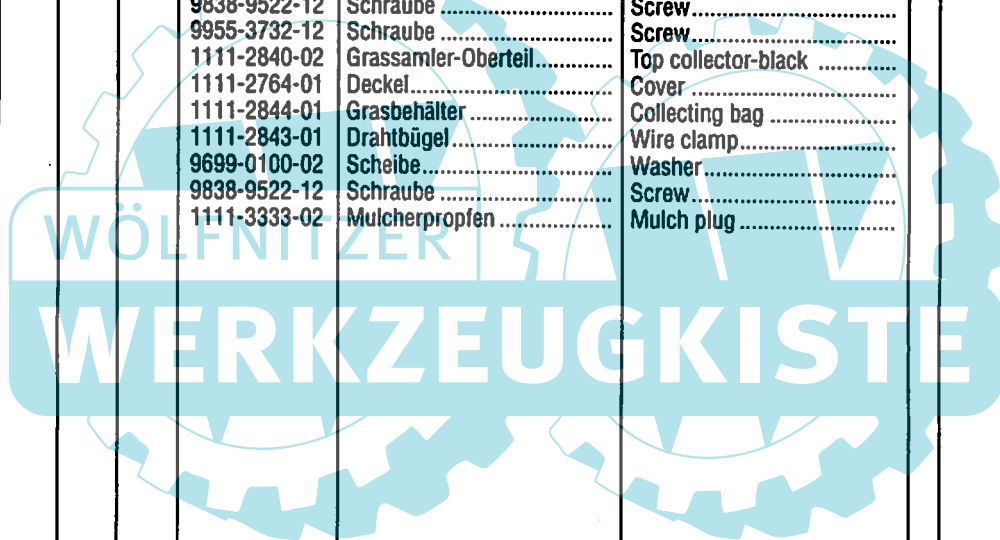 9838-9522-12 Schraube .............................. Screw....................................
9955-3732-12 Schraube .............................. Screw....................................
1111-2840-02 Grassamler-Oberteil.............. Top collector-black .............
1111-2764-01 Deckel.................................... Cover .....................................
1111-2844-01 Grasbehälter ......................... Collecting bag ......................
1111-2843-01 Drahtbügel............................. Wire clamp............................
9699-0100-02 Scheibe.................................. Washer..................................
9838-9522-12 Schraube .............................. Screw....................................
1111-3333-02 Mulcherpropfen .................... Mulch plug ...........................
WÖLFNITZER
WERKZEUGKISTE